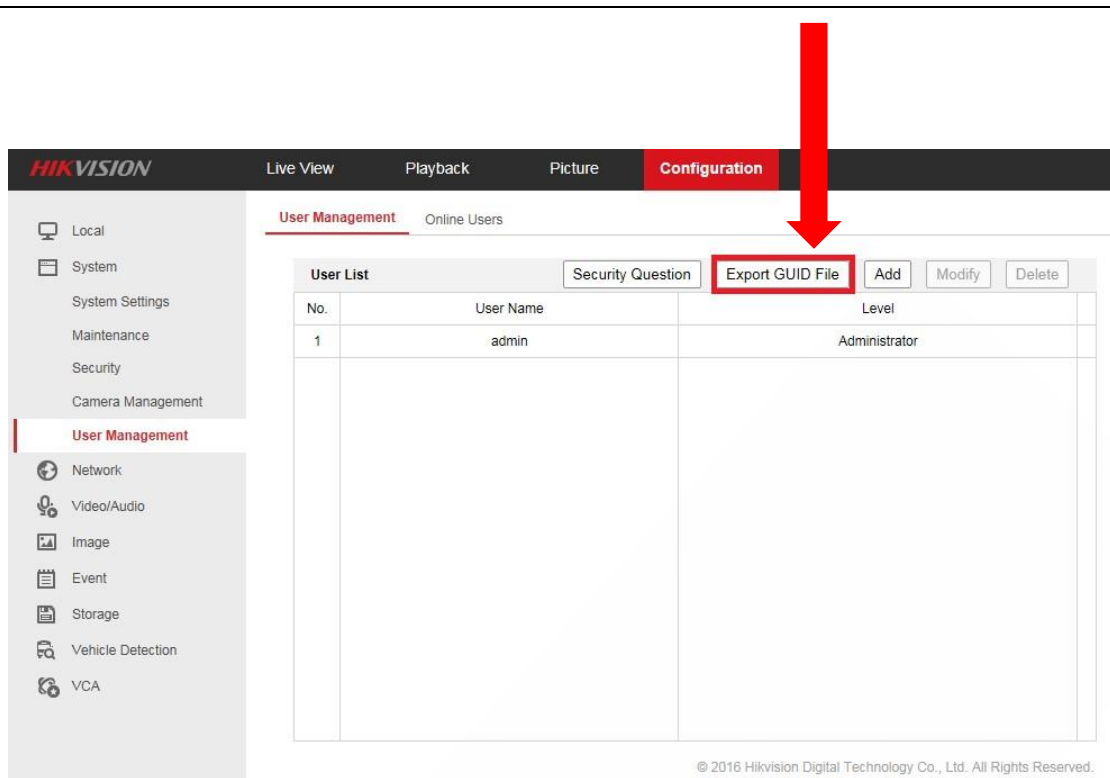 HIKVISION Live View Playback Picture Configuration
Local
System
System Settings
Maintenance
Security
Camera Management
User Management
Network
Video/Audio
Image
Event
Storage
Vehicle Detection
VCA
User Management Online Users
User List Security Question Export GUID File Add Modify Delete
No. User Name Level
1 admin Administrator
© 2016 Hikvision Digital Technology Co., Ltd. All Rights Reserved.